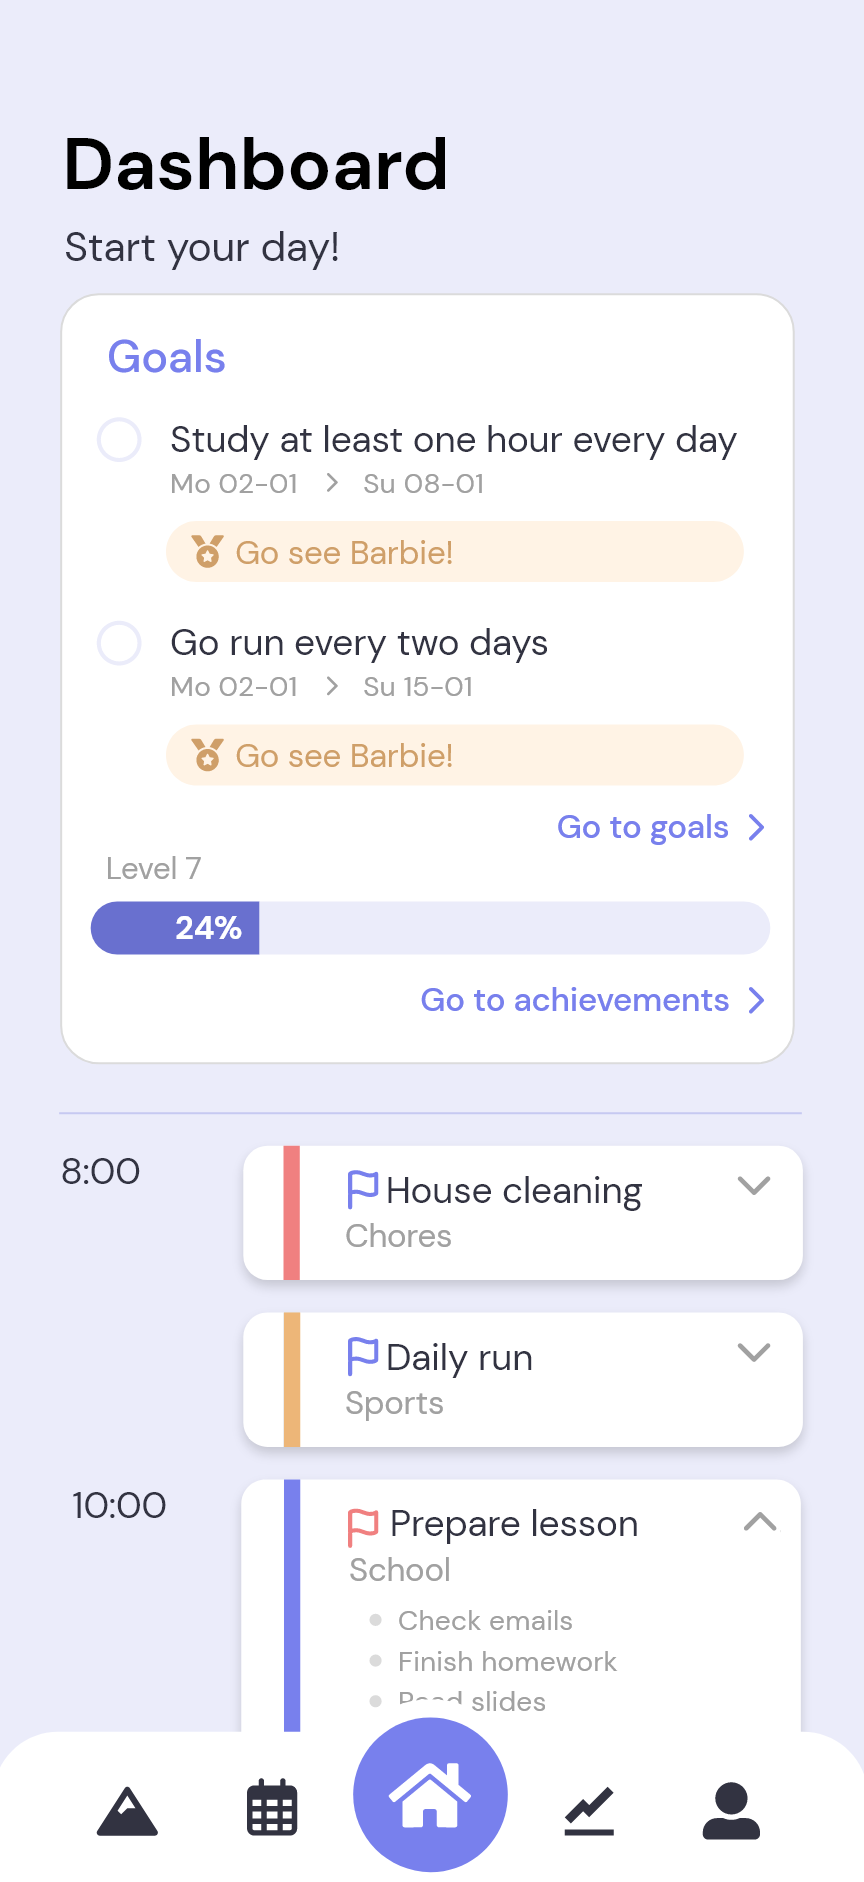 Dashboard
Start your day!
Goals
Study at least one hour every day
Mo 02-01 > Su 08-01
Go see Barbie!
Go run every two days
Mo 02-01 > Su 15-01
Go see Barbie!
Go to goals >
Level 7
24%
Go to achievements >
8:00
House cleaning
Chores
Daily run
Sports
10:00
Prepare lesson
School
Check emails
Finish homework
Read slides